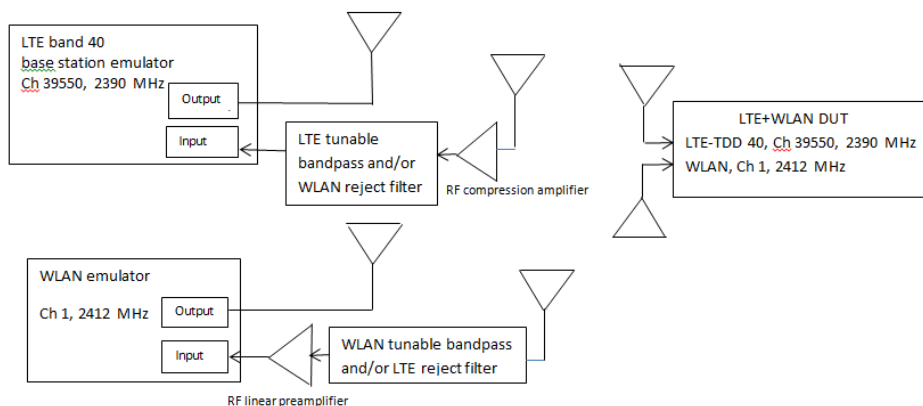 LTE band 40
base station emulator
Ch 39550, 2390 MHz
Output
Input
LTE tunable
bandpass and/or
WLAN reject filter
RF compression amplifier
LTE+WLAN DUT
LTE-TDD 40, Ch 39550, 2390 MHz
WLAN, Ch 1, 2412 MHz
WLAN emulator
Ch 1, 2412 MHz
Output
Input
WLAN tunable bandpass
and/or LTE reject filter
RF linear preamplifier